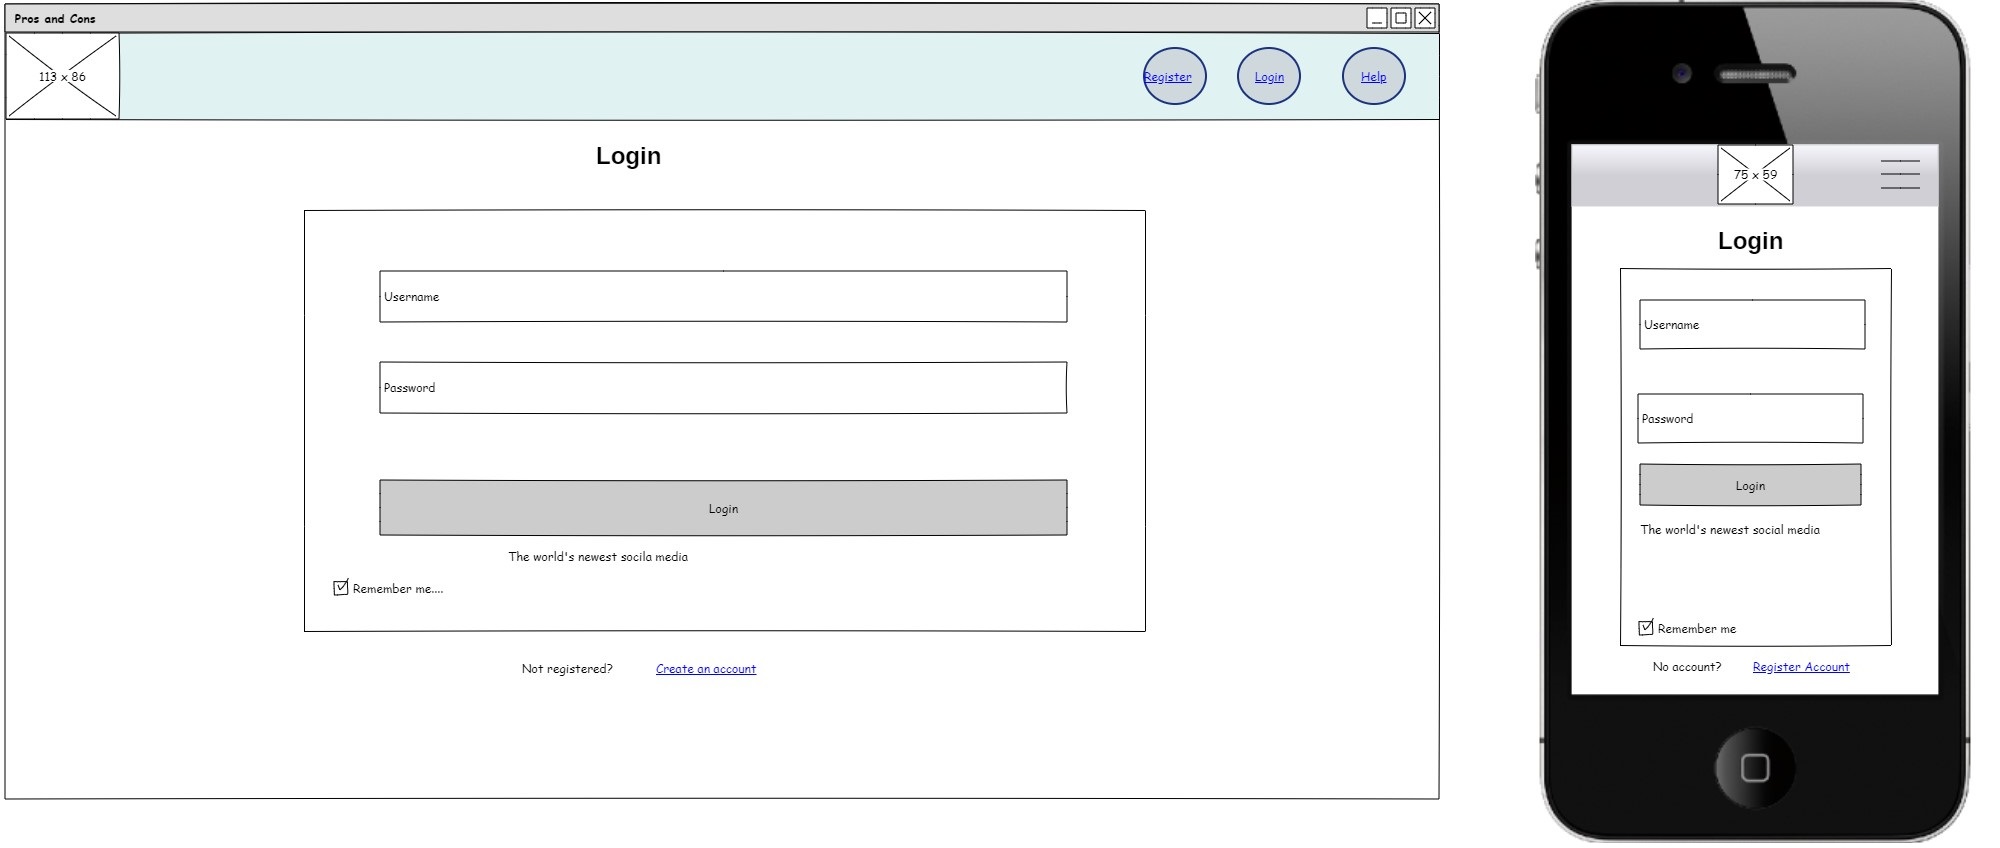 Pros and Cons
113 x 86
Register
Login
Help
Login
Username
Password
Login
The world's newest socila media
Remember me....
Not registered?
Create an account
75 x 59
Login
Username
Password
Login
The world's newest social media
Remember me
No account?
Register Account